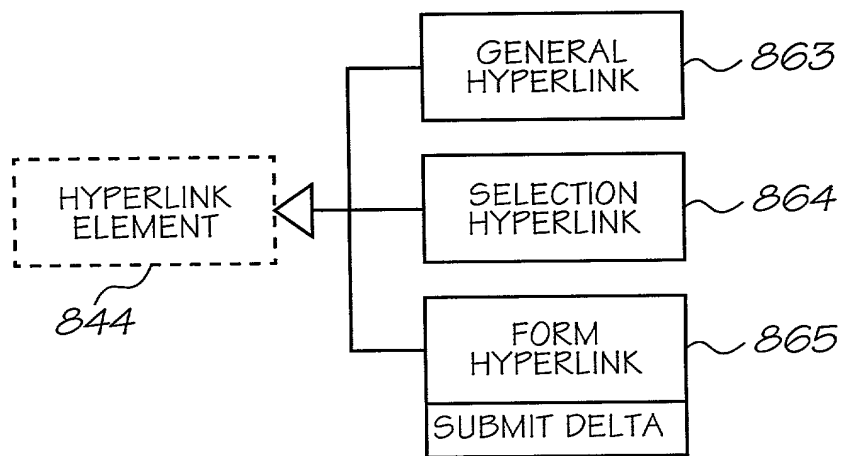 GENERAL
HYPERLINK
863
HYPERLINK
ELEMENT
844
SELECTION
HYPERLINK
864
FORM
HYPERLINK
865
SUBMIT DELTA